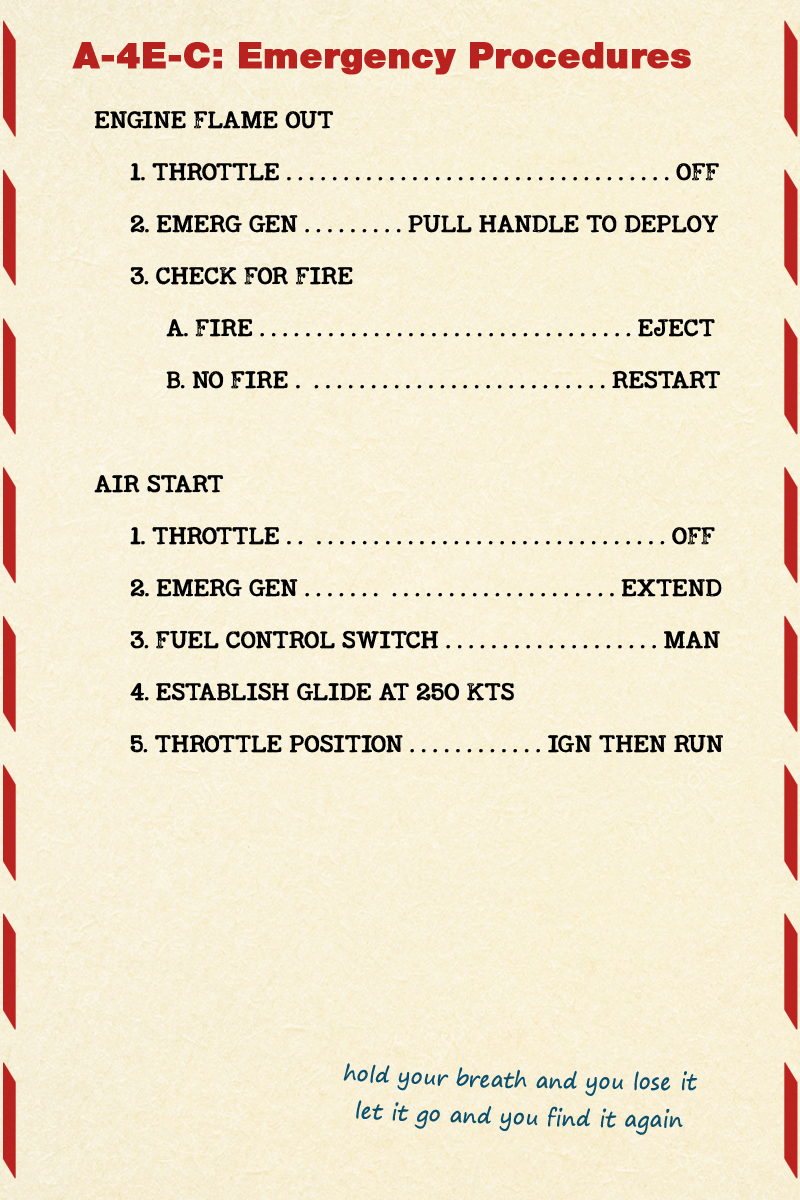 A-4E-C: Emergency Procedures
ENGINE FLAME OUT
1. THROTTLE .................................. OFF
2. EMERG GEN ......... PULL HANDLE TO DEPLOY
3. CHECK FOR FIRE
A. FIRE ................................. EJECT
B. NO FIRE . .......................... RESTART
AIR START
1. THROTTLE .. ............................... OFF
2. EMERG GEN ....... .................... EXTEND
3. FUEL CONTROL SWITCH ................... MAN
4. ESTABLISH GLIDE AT 250 KTS
5. THROTTLE POSITION ............ IGN THEN RUN
hold your breath and you lose it
let it go and you find it again